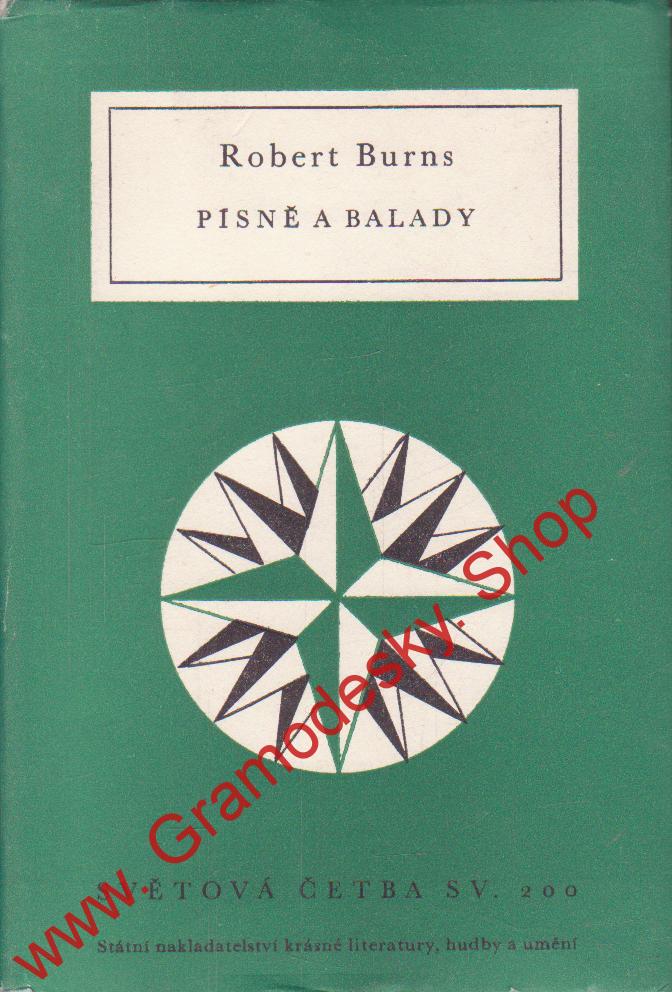 Robert Burns
PÍSNĚ A BALADY
SVĚTOVÁ ČETBA SV. 200
Státní nakladatelství krásné literatury, hudby a umění
www.Gramodesky.Shop